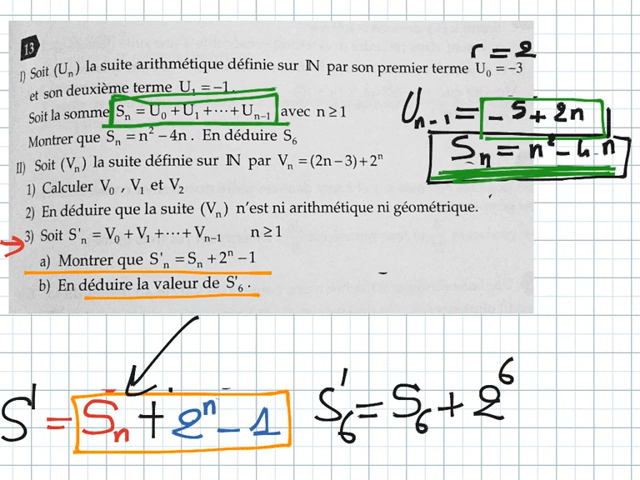 13
r = 2
I) Soit (Un) la suite arithmétique définie sur IN par son premier terme U0 = -3
et son deuxième terme U1 = -1.
Soit la somme Sn = U0 + U1 + ··· + Un-1 avec n ≥ 1
Un-1 = -5 + 2n
Montrer que Sn = n² - 4n. En déduire S6
Sn = n² - 4n
II) Soit (Vn) la suite définie sur IN par Vn = (2n - 3) + 2ⁿ
1) Calculer V0 , V1 et V2
2) En déduire que la suite (Vn) n'est ni arithmétique ni géométrique.
3) Soit S'n = V0 + V1 + ··· + Vn-1 n ≥ 1
a) Montrer que S'n = Sn + 2ⁿ - 1
b) En déduire la valeur de S'6 .
S' = Sn + 2ⁿ - 1
S'6 = S6 + 2⁶